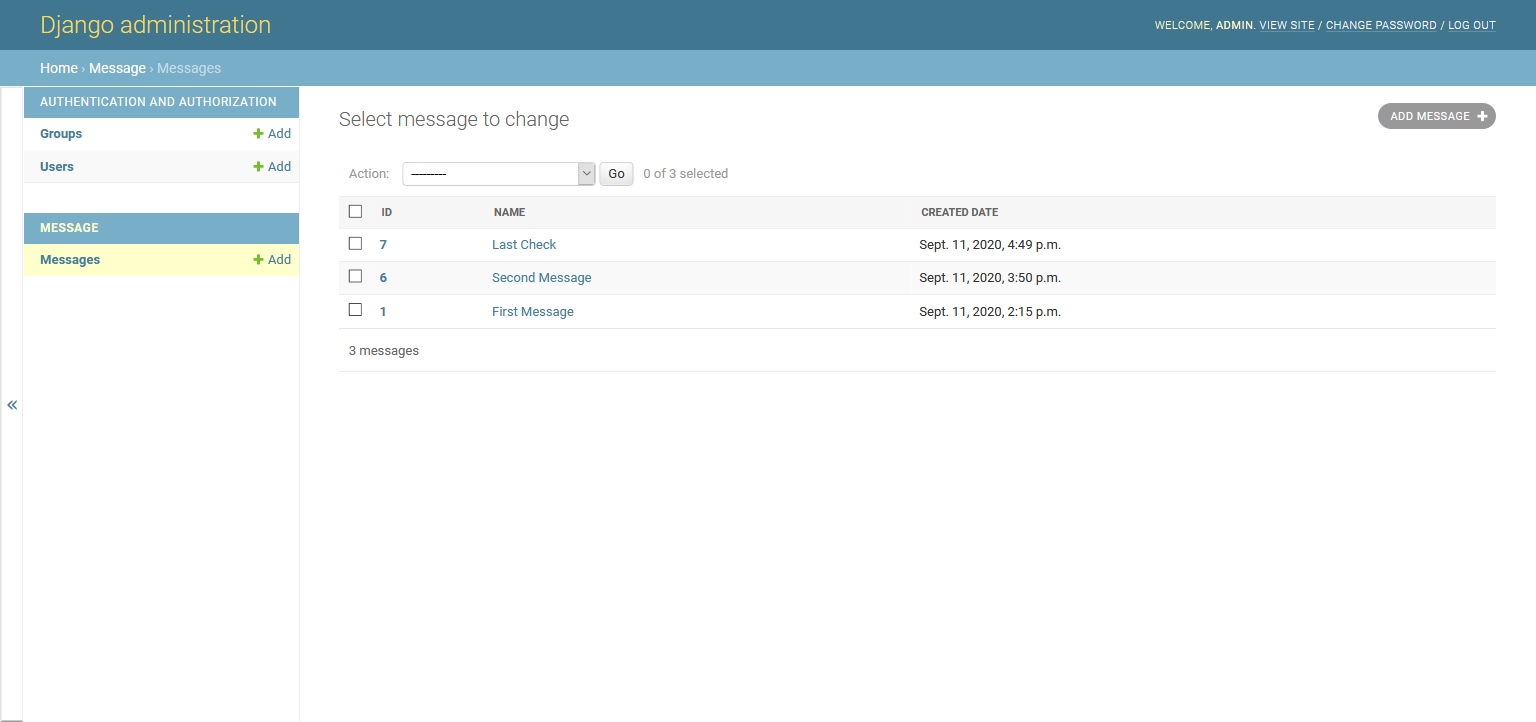 Django administration
WELCOME, ADMIN. VIEW SITE / CHANGE PASSWORD / LOG OUT
Home › Message › Messages
AUTHENTICATION AND AUTHORIZATION
Groups + Add
Users + Add
MESSAGE
Messages + Add
«
Select message to change
ADD MESSAGE +
Action: --------- Go 0 of 3 selected
ID NAME CREATED DATE
7 Last Check Sept. 11, 2020, 4:49 p.m.
6 Second Message Sept. 11, 2020, 3:50 p.m.
1 First Message Sept. 11, 2020, 2:15 p.m.
3 messages